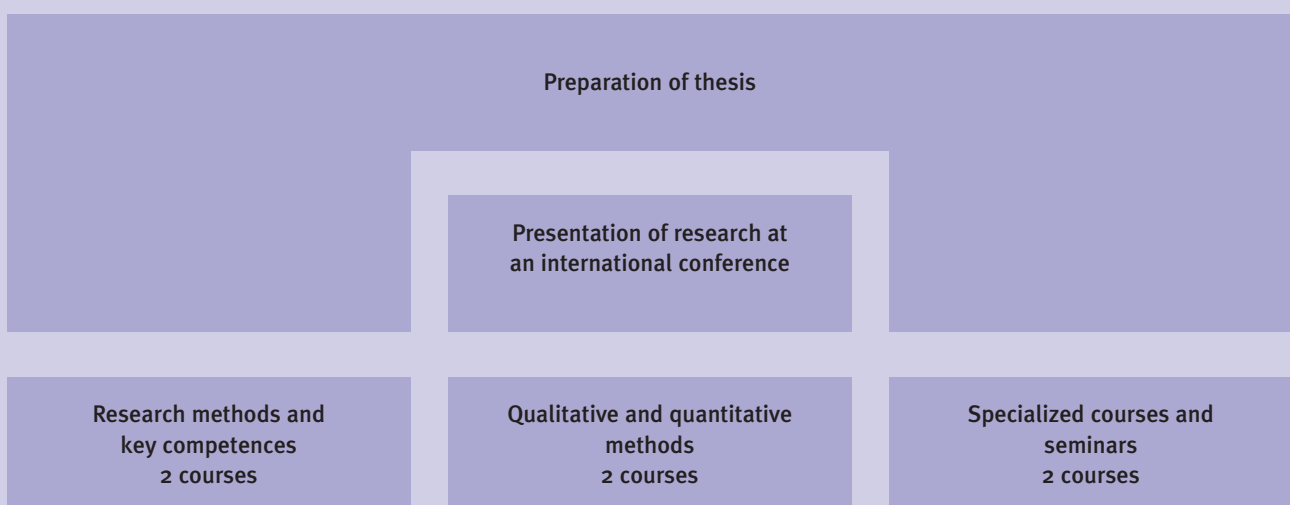 Preparation of thesis
Presentation of research at
an international conference
Research methods and
key competences
2 courses
Qualitative and quantitative
methods
2 courses
Specialized courses and
seminars
2 courses